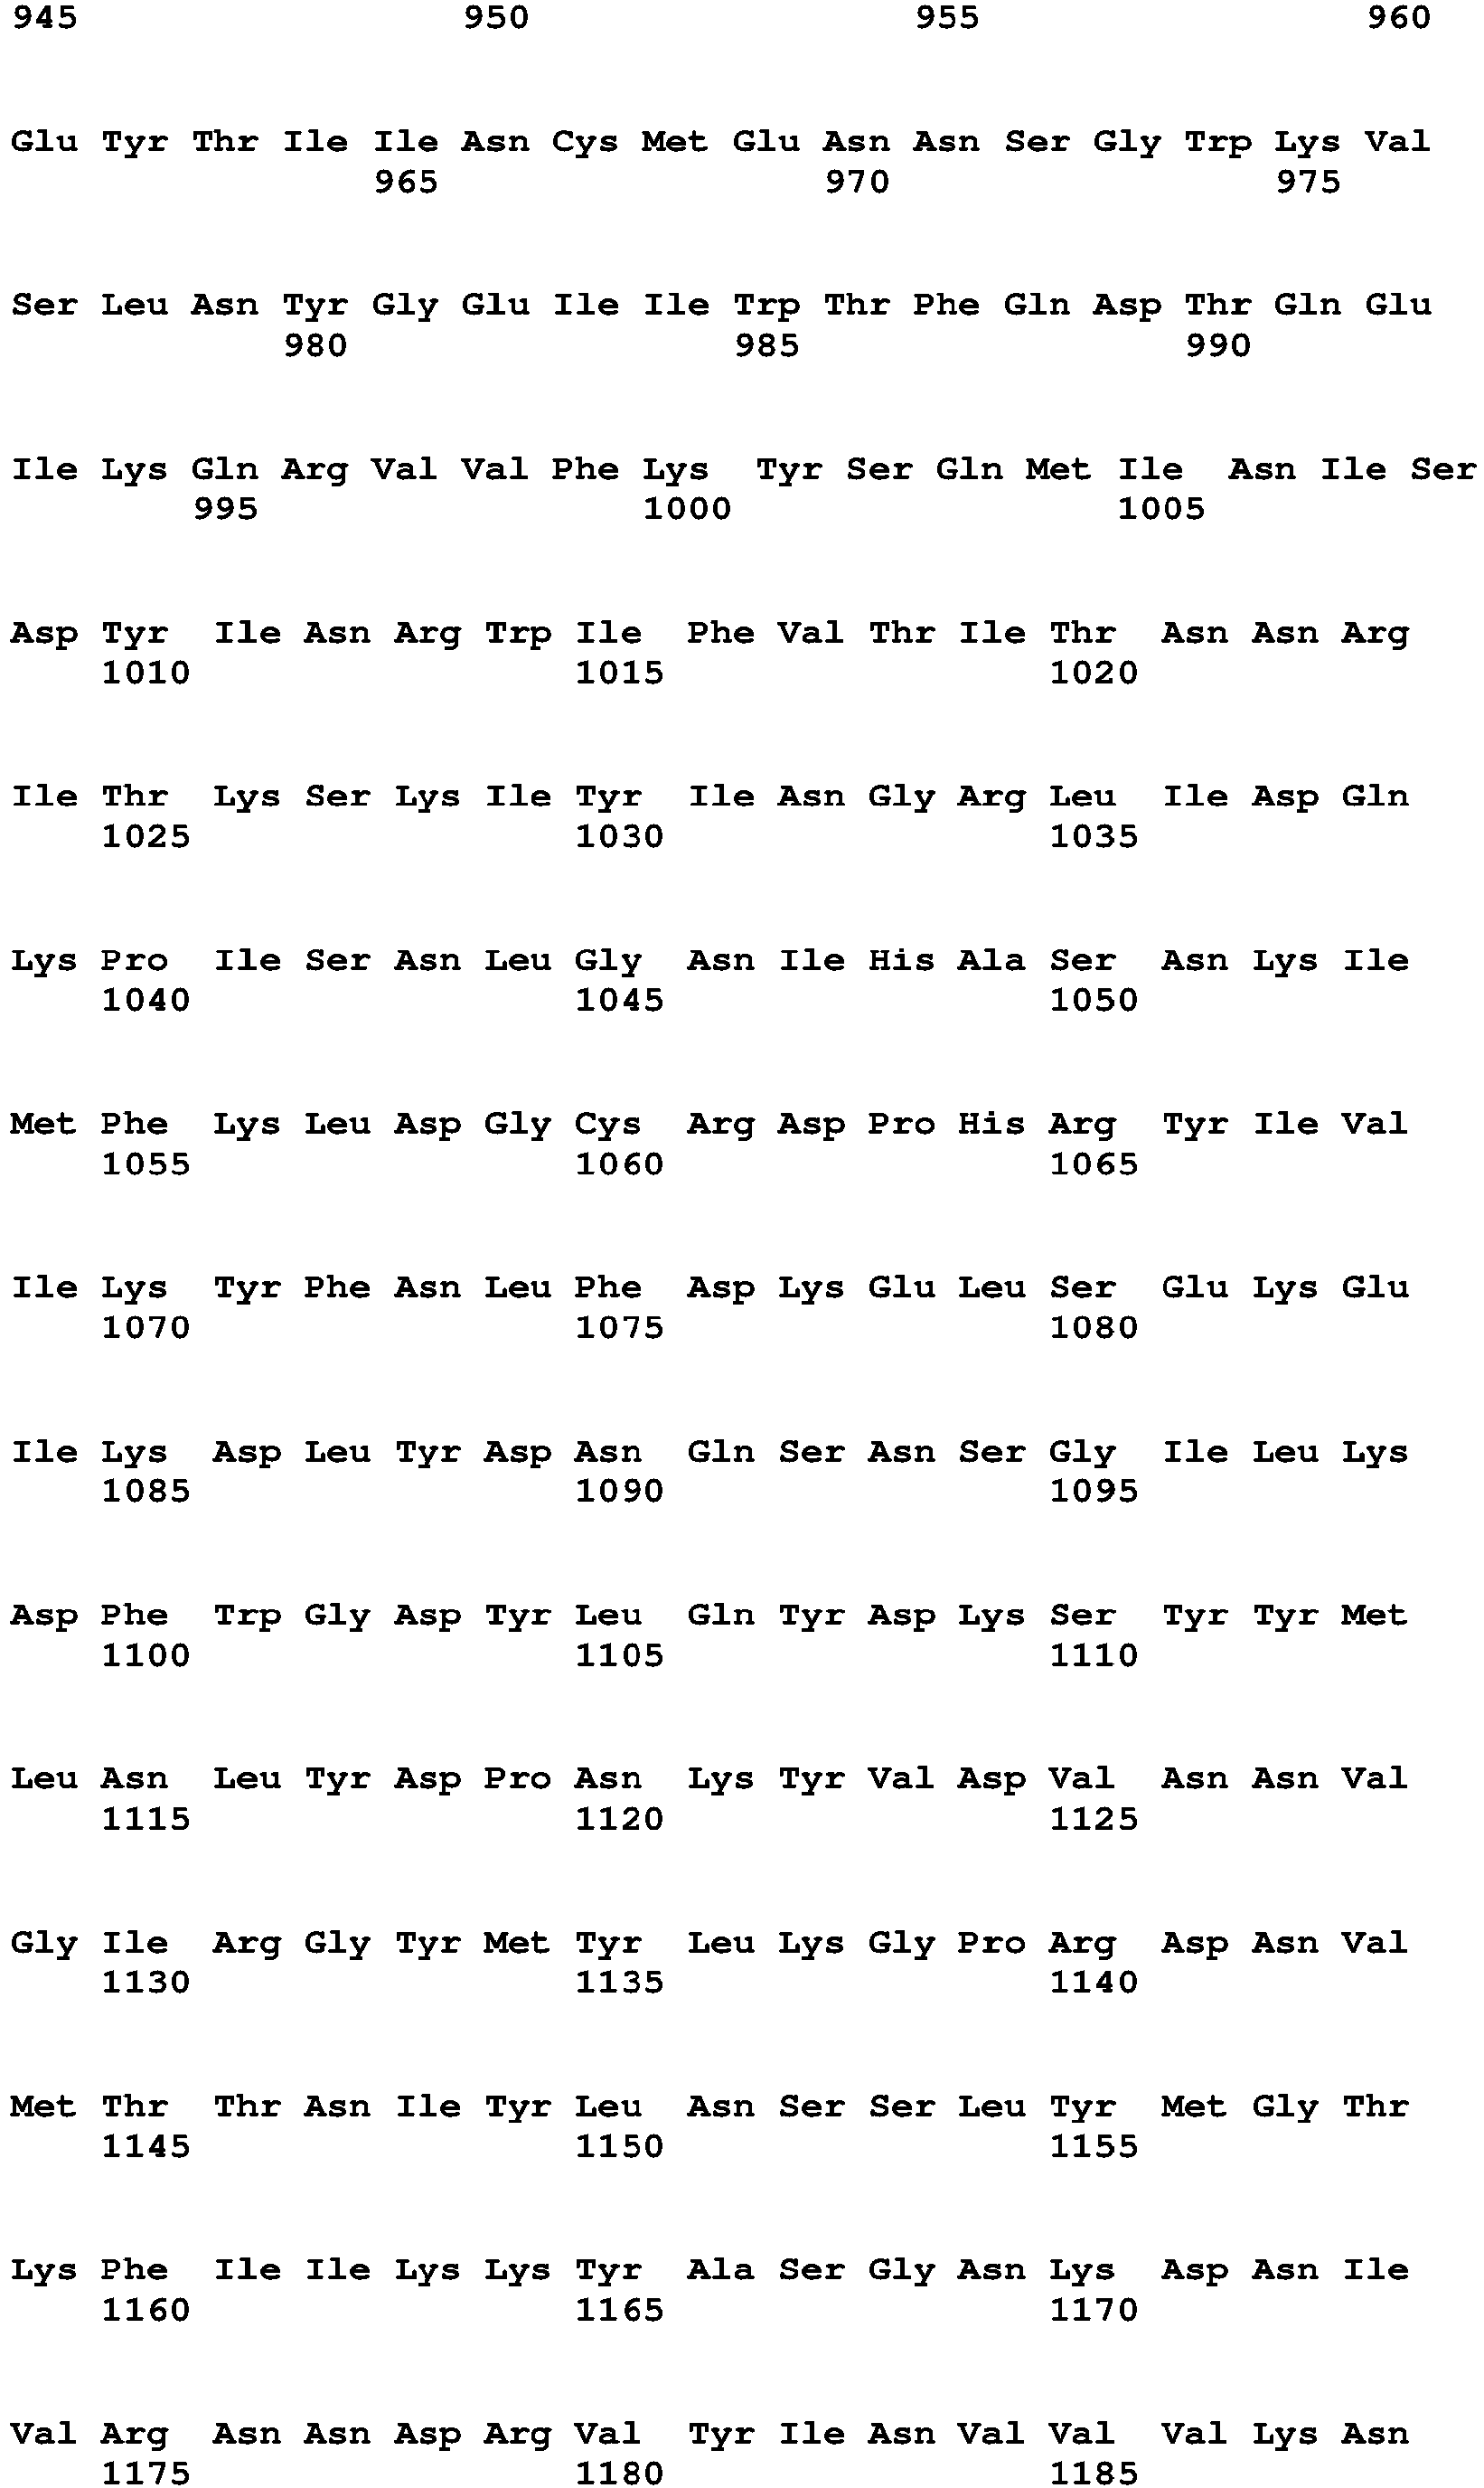 945 950 955 960
Glu Tyr Thr Ile Ile Asn Cys Met Glu Asn Asn Ser Gly Trp Lys Val
965 970 975
Ser Leu Asn Tyr Gly Glu Ile Ile Trp Thr Phe Gln Asp Thr Gln Glu
980 985 990
Ile Lys Gln Arg Val Val Phe Lys Tyr Ser Gln Met Ile Asn Ile Ser
995 1000 1005
Asp Tyr Ile Asn Arg Trp Ile Phe Val Thr Ile Thr Asn Asn Arg
1010 1015 1020
Ile Thr Lys Ser Lys Ile Tyr Ile Asn Gly Arg Leu Ile Asp Gln
1025 1030 1035
Lys Pro Ile Ser Asn Leu Gly Asn Ile His Ala Ser Asn Lys Ile
1040 1045 1050
Met Phe Lys Leu Asp Gly Cys Arg Asp Pro His Arg Tyr Ile Val
1055 1060 1065
Ile Lys Tyr Phe Asn Leu Phe Asp Lys Glu Leu Ser Glu Lys Glu
1070 1075 1080
Ile Lys Asp Leu Tyr Asp Asn Gln Ser Asn Ser Gly Ile Leu Lys
1085 1090 1095
Asp Phe Trp Gly Asp Tyr Leu Gln Tyr Asp Lys Ser Tyr Tyr Met
1100 1105 1110
Leu Asn Leu Tyr Asp Pro Asn Lys Tyr Val Asp Val Asn Asn Val
1115 1120 1125
Gly Ile Arg Gly Tyr Met Tyr Leu Lys Gly Pro Arg Asp Asn Val
1130 1135 1140
Met Thr Thr Asn Ile Tyr Leu Asn Ser Ser Leu Tyr Met Gly Thr
1145 1150 1155
Lys Phe Ile Ile Lys Lys Tyr Ala Ser Gly Asn Lys Asp Asn Ile
1160 1165 1170
Val Arg Asn Asn Asp Arg Val Tyr Ile Asn Val Val Val Lys Asn
1175 1180 1185